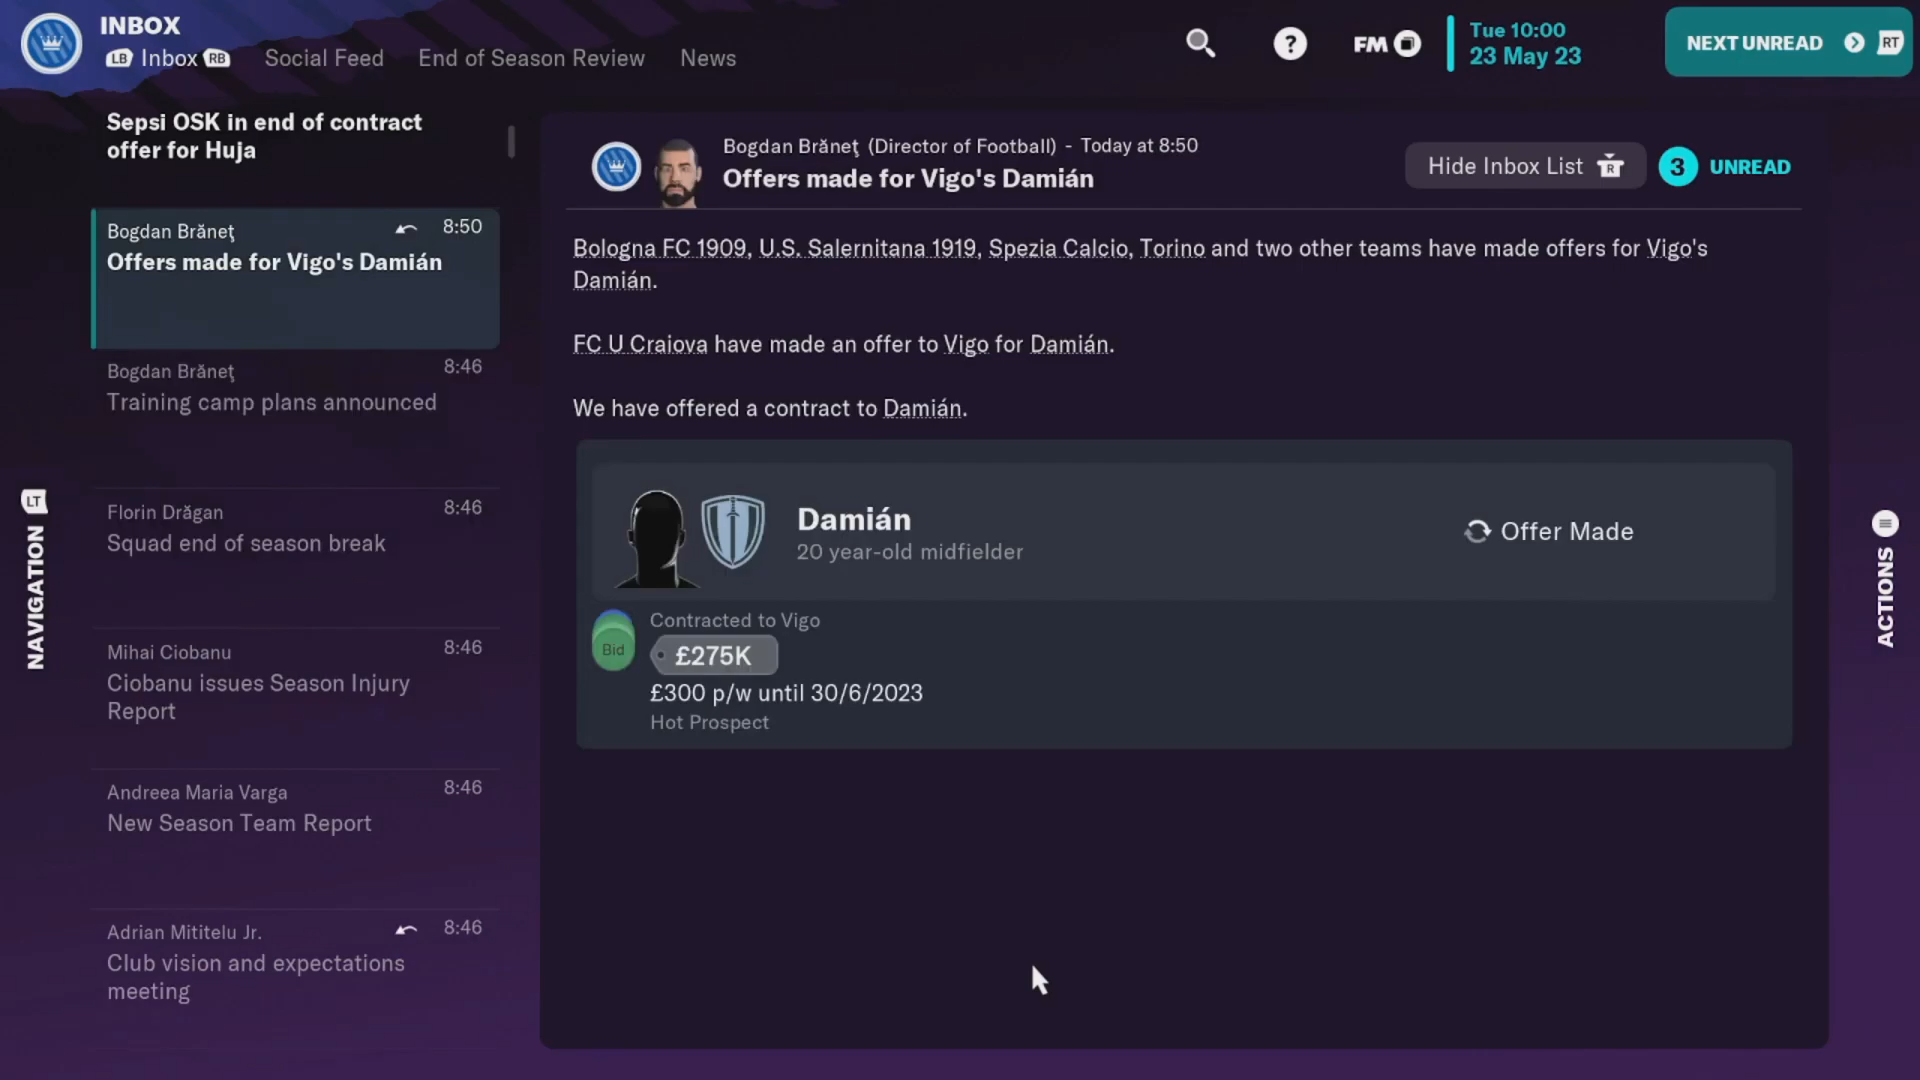 INBOX
LB Inbox RB Social Feed End of Season Review News
? FM Tue 10:00
23 May 23
NEXT UNREAD RT
Sepsi OSK in end of contract
offer for Huja
Bogdan Brăneţ 8:50
Offers made for Vigo's Damián
Bogdan Brăneţ 8:46
Training camp plans announced
Florin Drăgan 8:46
Squad end of season break
Mihai Ciobanu 8:46
Ciobanu issues Season Injury
Report
Andreea Maria Varga 8:46
New Season Team Report
Adrian Mititelu Jr. 8:46
Club vision and expectations
meeting
LT NAVIGATION
Bogdan Brăneţ (Director of Football) - Today at 8:50
Offers made for Vigo's Damián
Hide Inbox List R 3 UNREAD
Bologna FC 1909, U.S. Salernitana 1919, Spezia Calcio, Torino and two other teams have made offers for Vigo's
Damián.
FC U Craiova have made an offer to Vigo for Damián.
We have offered a contract to Damián.
Damián
20 year-old midfielder
Offer Made
Bid
Contracted to Vigo
£275K
£300 p/w until 30/6/2023
Hot Prospect
ACTIONS